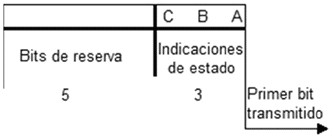 C B A
Bits de reserva
Indicaciones
de estado
5
3
Primer bit
transmitido